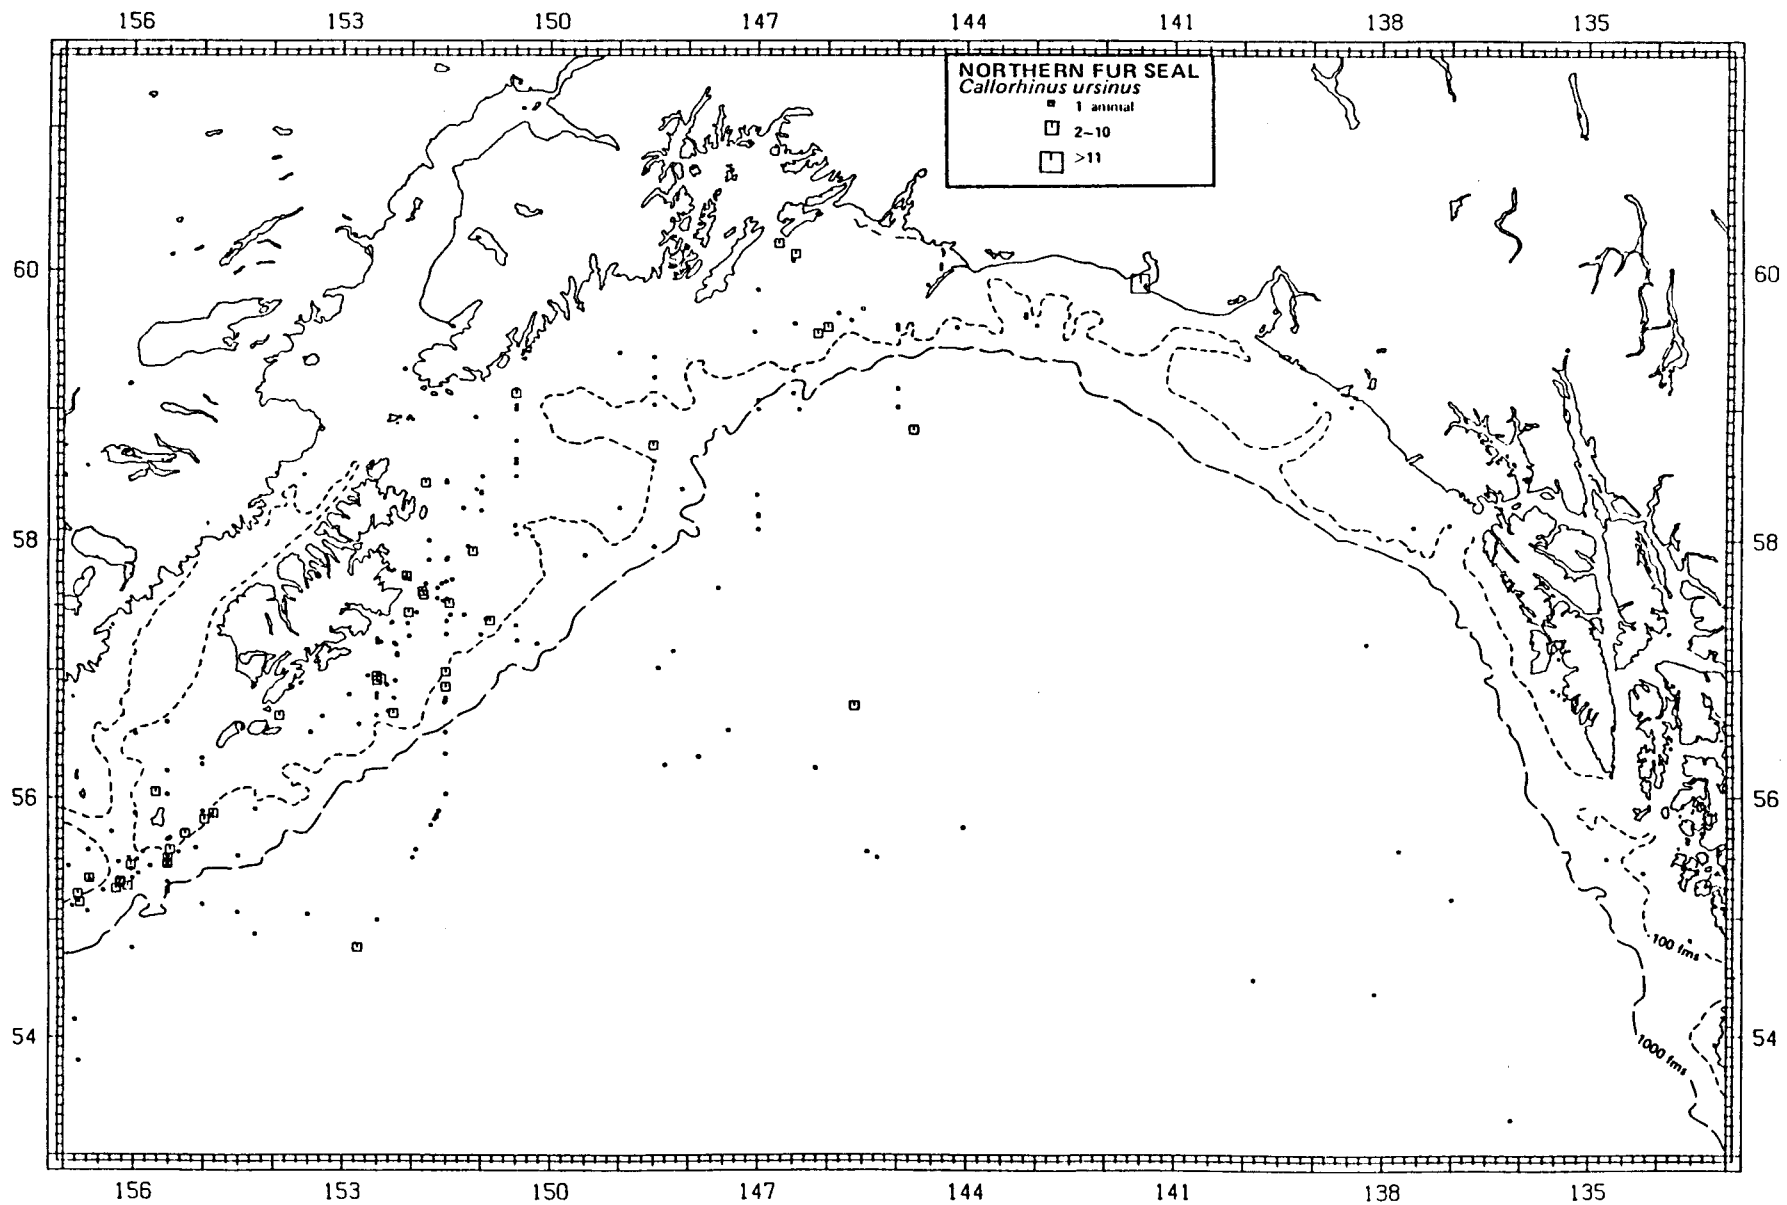 156 153 150 147 144 141 138 135
NORTHERN FUR SEAL
Callorhinus ursinus
1 animal
2-10
>11
60 60
58 58
56 56
100 fms
54 54
1000 fms
156 153 150 147 144 141 138 135